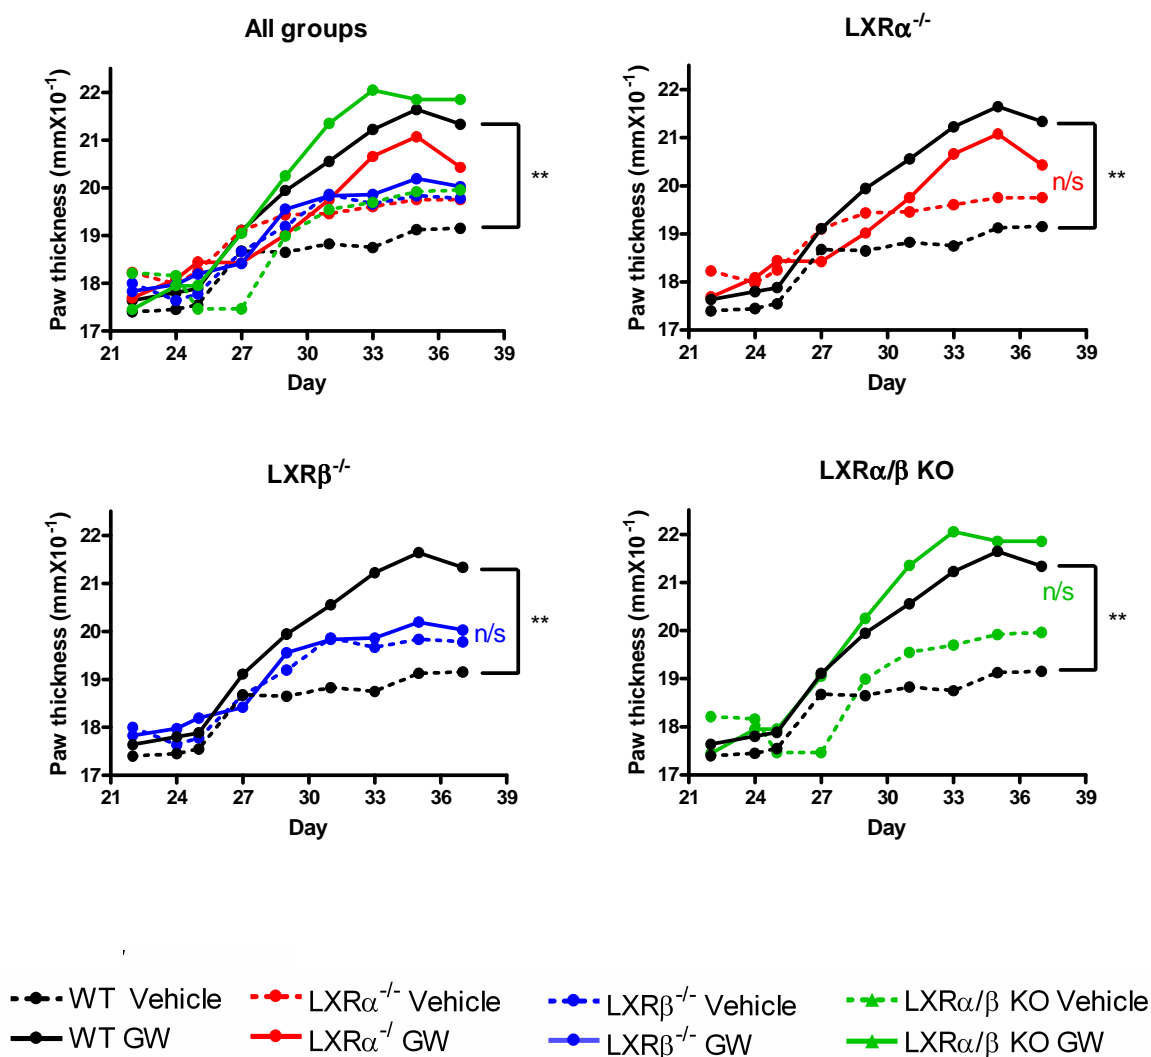 All groups
Paw thickness (mmX10⁻¹)
22
21
20
19
18
17
21 24 27 30 33 36 39
Day
**
LXRα⁻/⁻
Paw thickness (mmX10⁻¹)
22
21
20
19
18
17
21 24 27 30 33 36 39
Day
n/s
**
LXRβ⁻/⁻
Paw thickness (mmX10⁻¹)
22
21
20
19
18
17
21 24 27 30 33 36 39
Day
n/s
**
LXRα/β KO
Paw thickness (mmX10⁻¹)
22
21
20
19
18
17
21 24 27 30 33 36 39
Day
n/s
**
WT Vehicle
WT GW
LXRα⁻/⁻ Vehicle
LXRα⁻/ GW
LXRβ⁻/⁻ Vehicle
LXRβ⁻/⁻ GW
LXRα/β KO Vehicle
LXRα/β KO GW